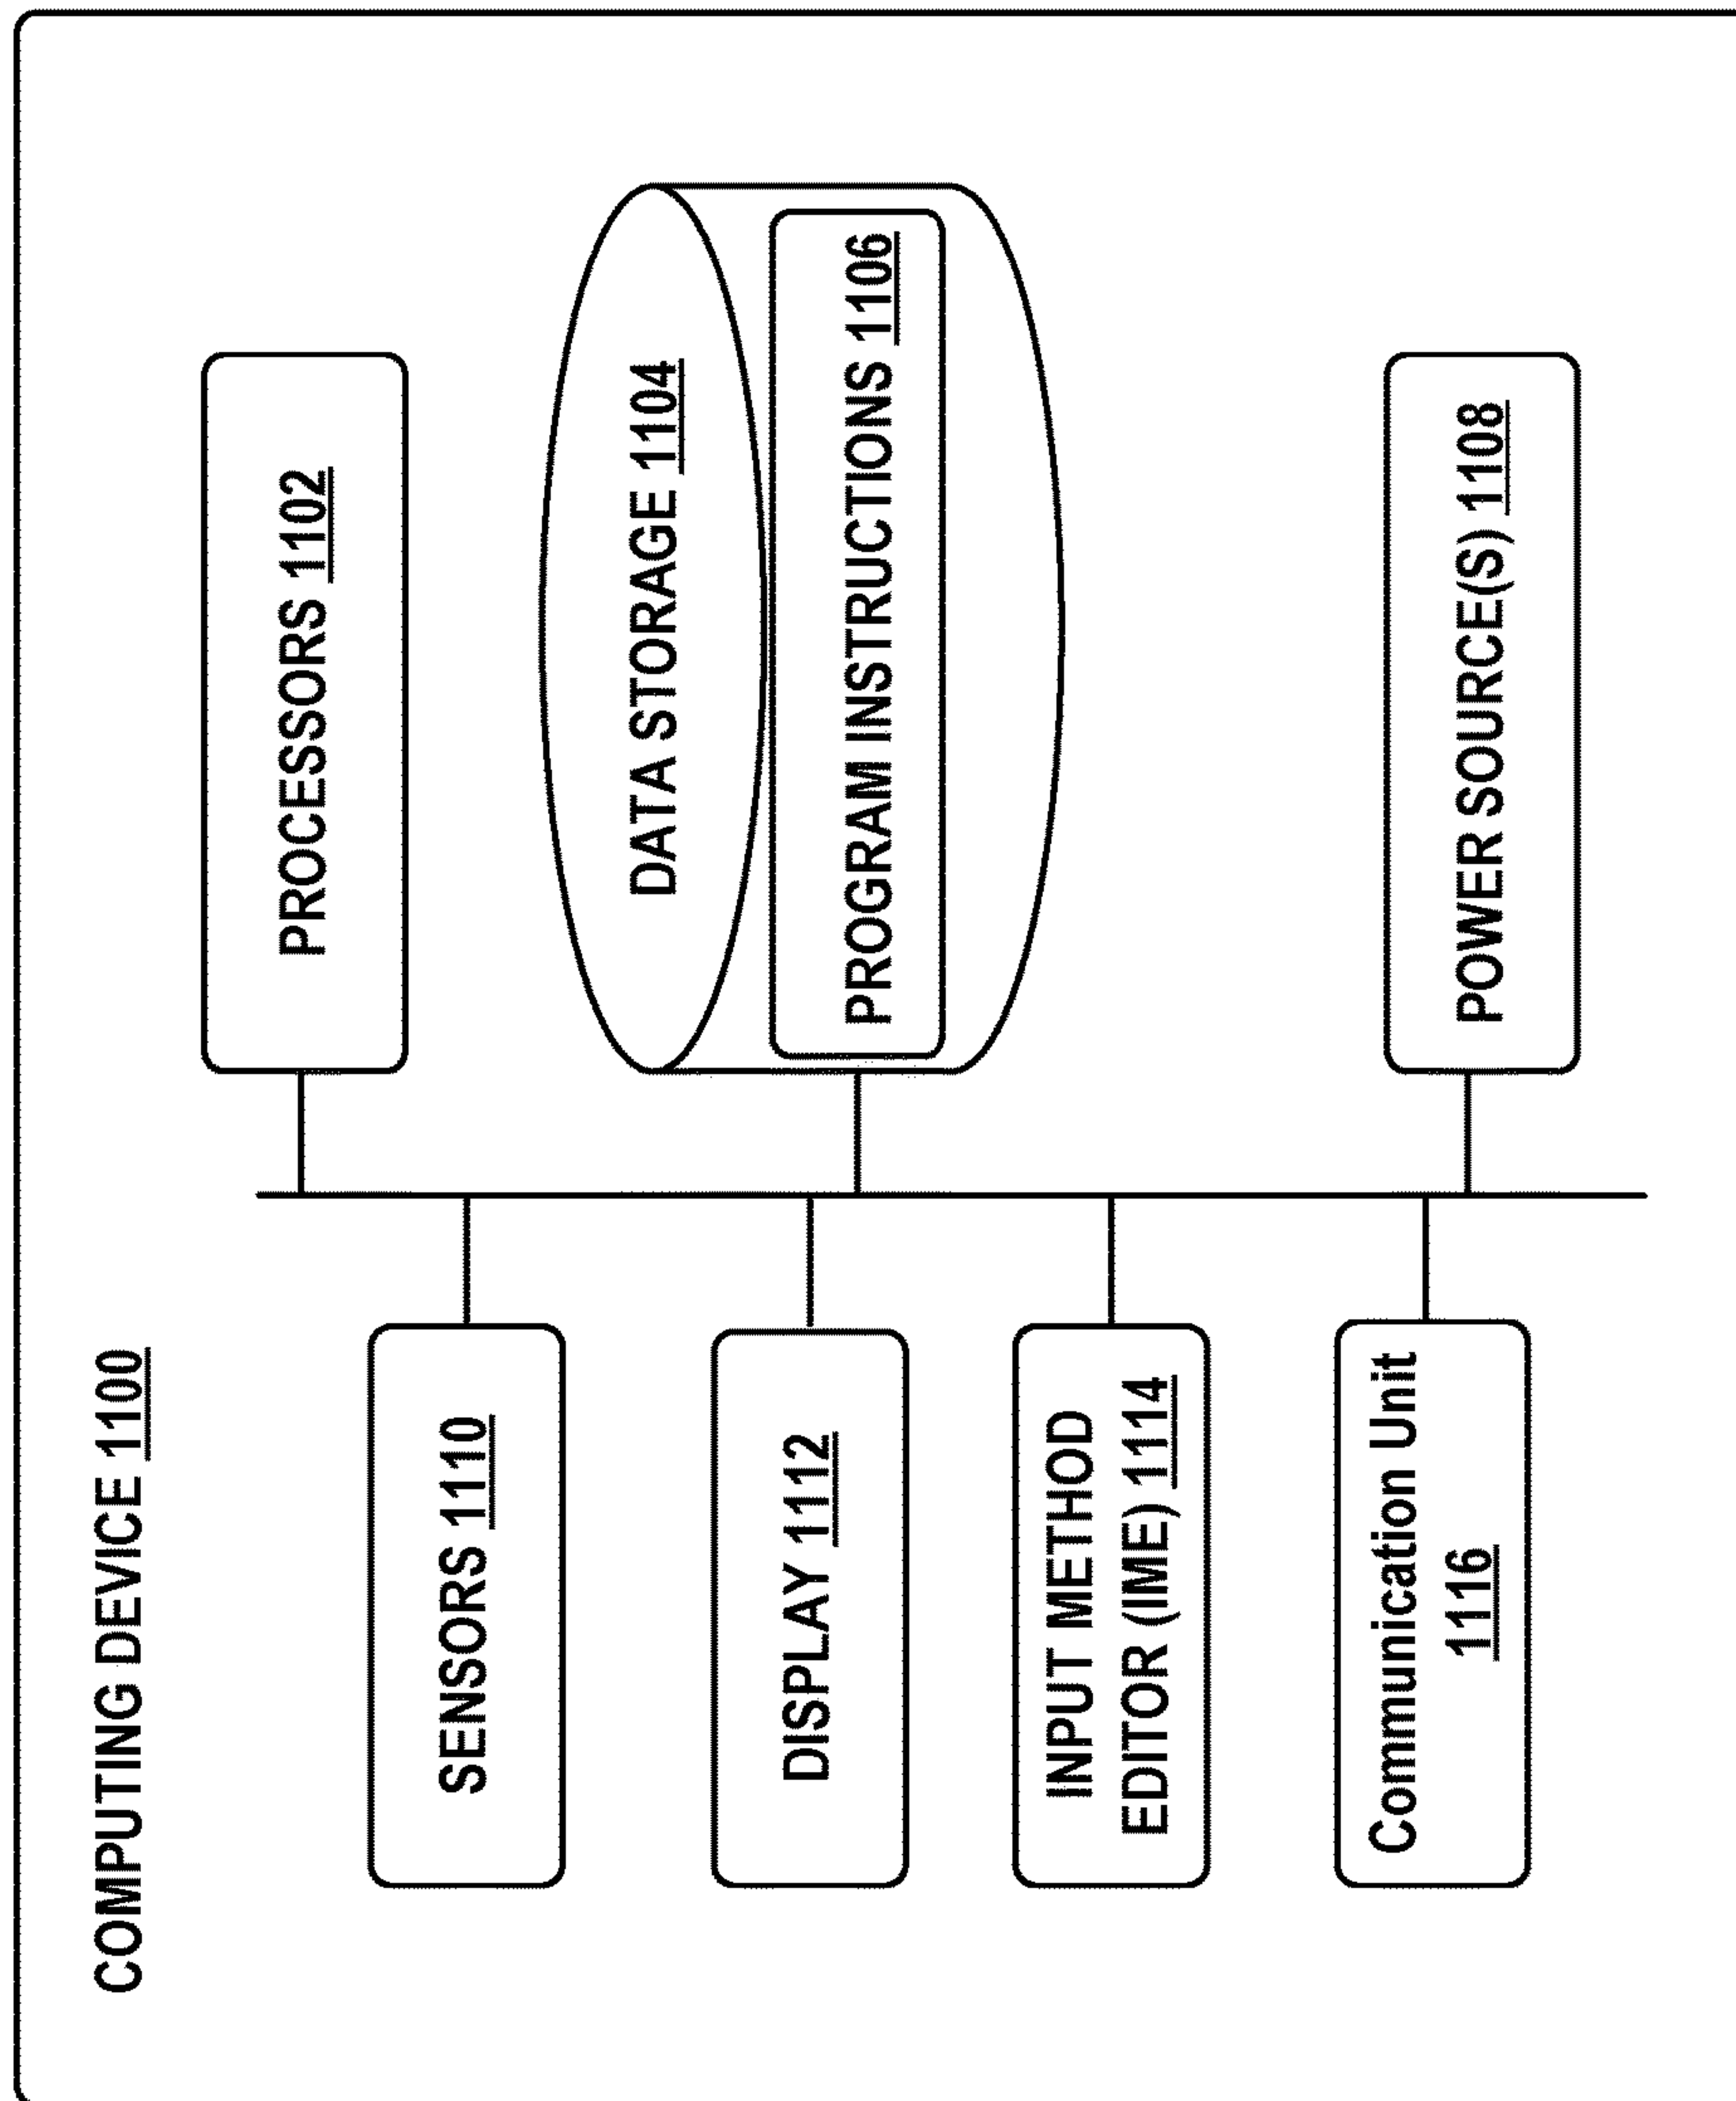 COMPUTING DEVICE 1100
SENSORS 1110
DISPLAY 1112
INPUT METHOD
EDITOR (IME) 1114
Communication Unit
1116
PROCESSORS 1102
DATA STORAGE 1104
PROGRAM INSTRUCTIONS 1106
POWER SOURCE(S) 1108